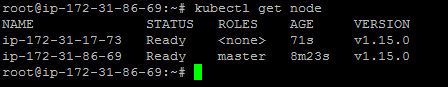 root@ip-172-31-86-69:~# kubectl get node
NAME STATUS ROLES AGE VERSION
ip-172-31-17-73 Ready <none> 71s v1.15.0
ip-172-31-86-69 Ready master 8m23s v1.15.0
root@ip-172-31-86-69:~#